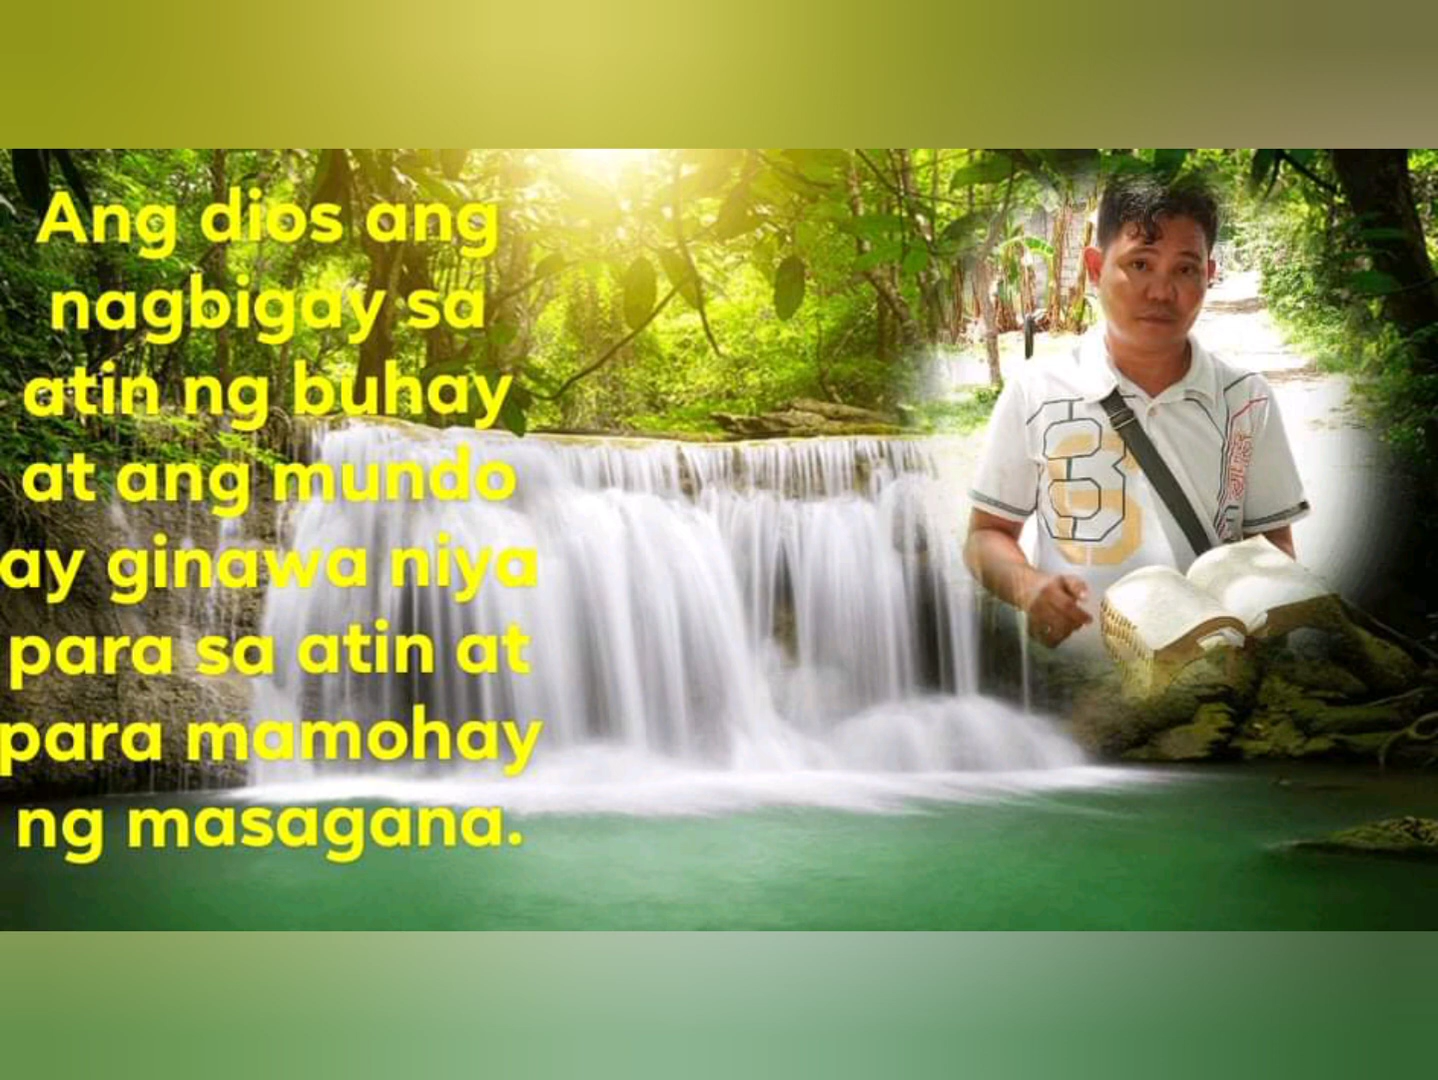 Ang dios ang
nagbigay sa
atin ng buhay
at ang mundo
ay ginawa niya
para sa atin at
para mamohay
ng masagana.